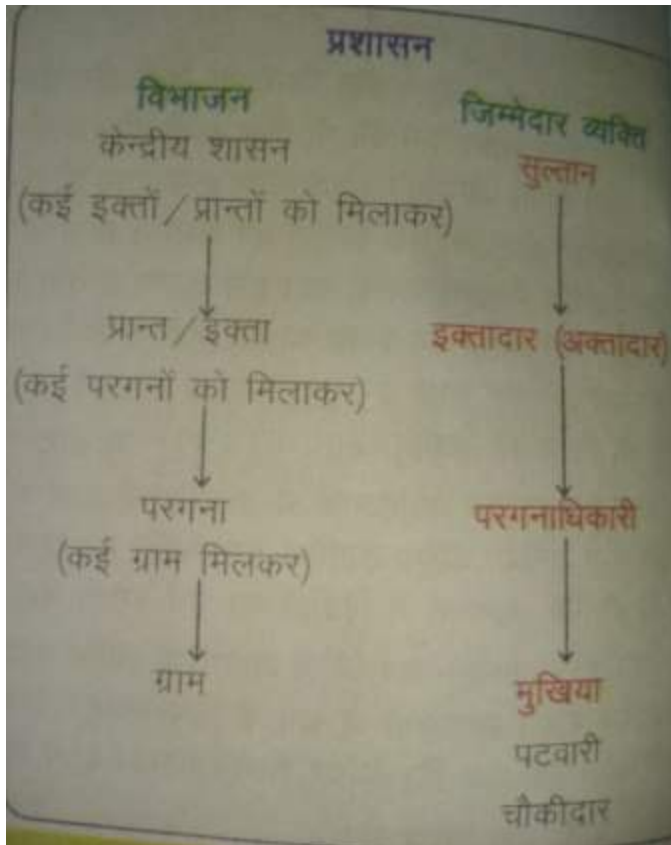 प्रशासन
विभाजन
जिम्मेदार व्यक्ति
केन्द्रीय शासन
सुल्तान
(कई इक्तों / प्रान्तों को मिलाकर)
प्रान्त / इक्ता
इक्तादार (अक्तादार)
(कई परगनों को मिलाकर)
परगना
परगनाधिकारी
(कई ग्राम मिलकर)
ग्राम
मुखिया
पटवारी
चौकीदार